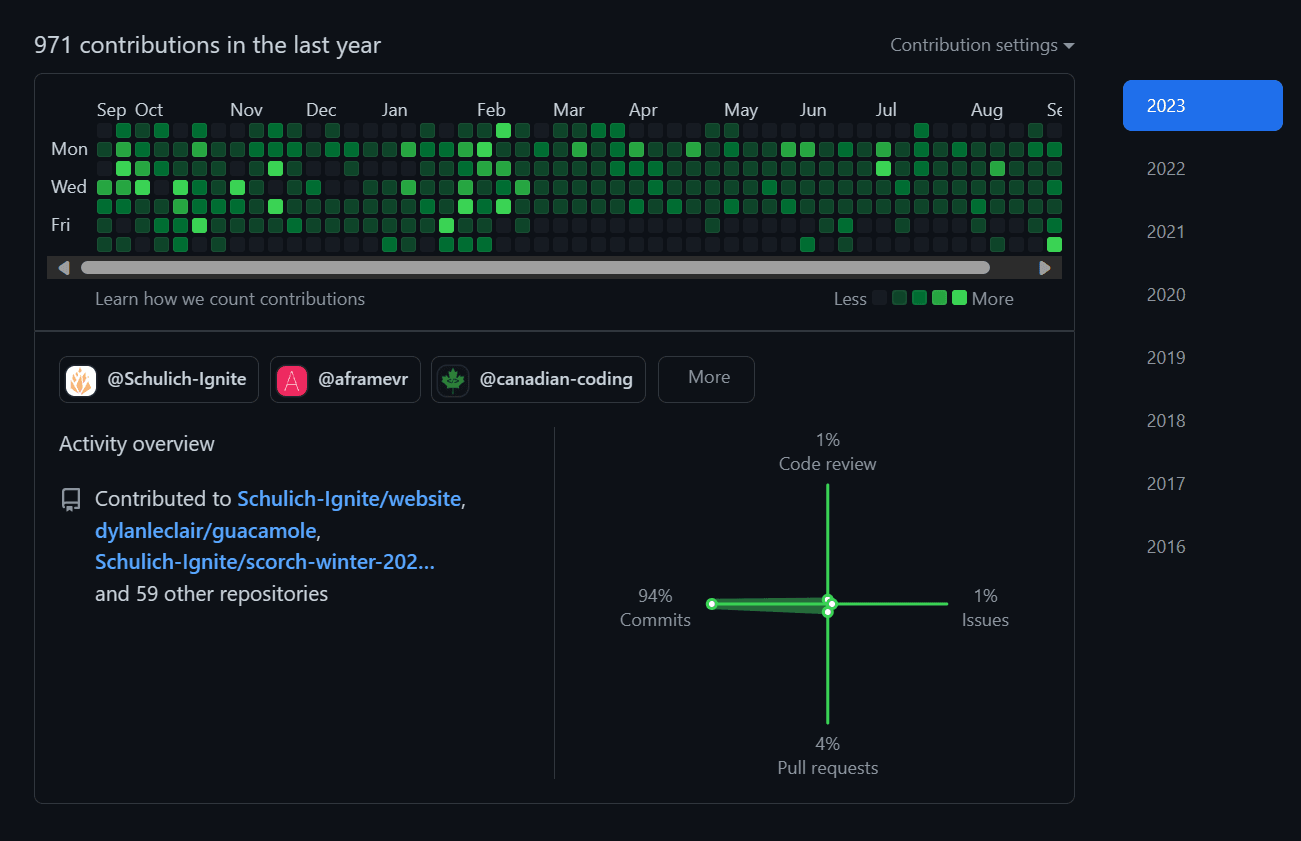 971 contributions in the last year
Contribution settings
Sep Oct Nov Dec Jan Feb Mar Apr May Jun Jul Aug Se
Mon
Wed
Fri
Learn how we count contributions
Less More
@Schulich-Ignite @aframevr @canadian-coding More
Activity overview
Contributed to Schulich-Ignite/website,
dylanleclair/guacamole,
Schulich-Ignite/scorch-winter-202...
and 59 other repositories
1%
Code review
94%
Commits
1%
Issues
4%
Pull requests
2023
2022
2021
2020
2019
2018
2017
2016